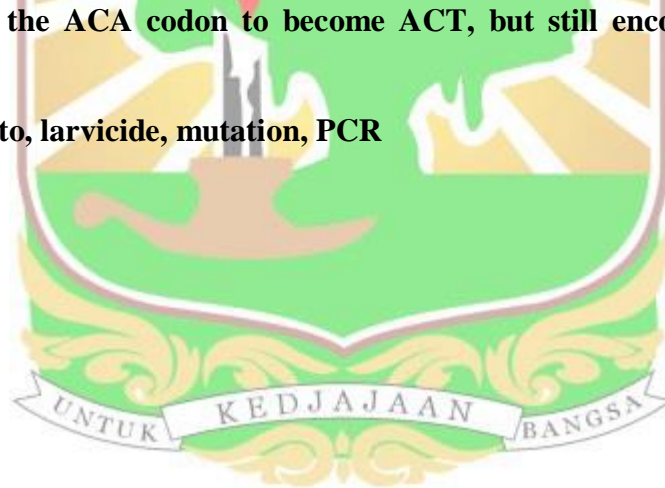 the ACA codon to become ACT, but still enco
to, larvicide, mutation, PCR
UNTUK KEDJAJAAN BANGSA